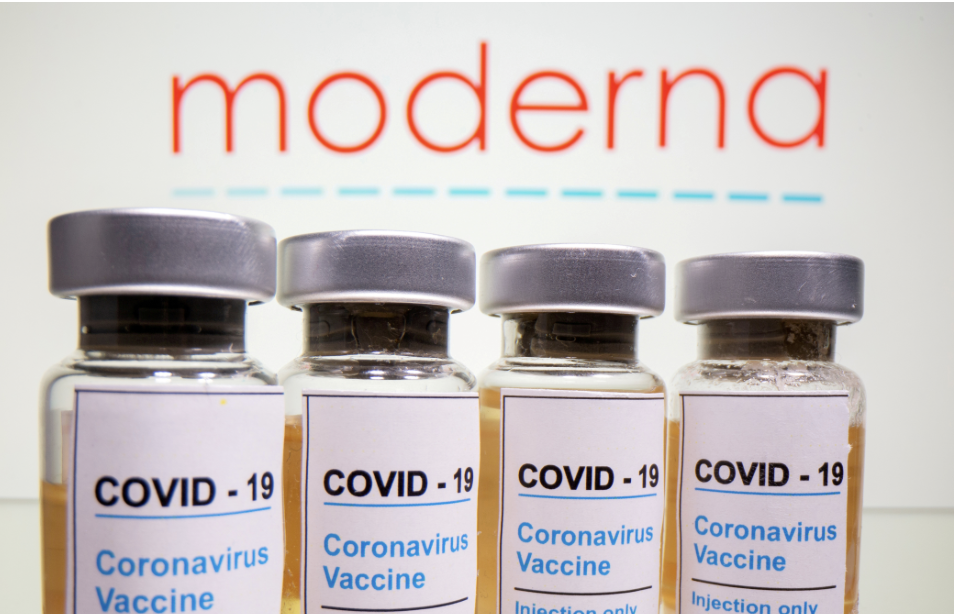 moderna
COVID - 19
Coronavirus
Vaccine
COVID - 19
Coronavirus
Vaccine
COVID - 19
Coronavirus
Vaccine
Injection only
COVID - 19
Coronavirus
Vaccine
Injection only